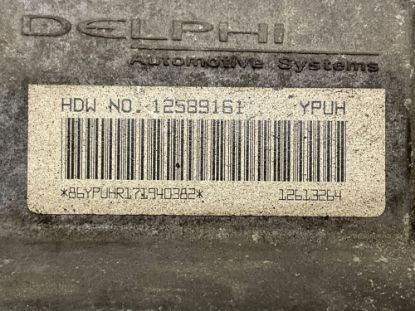 DELPHI
Automotive Systems
HDW NO. 12589161 YPUH
*86YPUHR171940382* 12613264